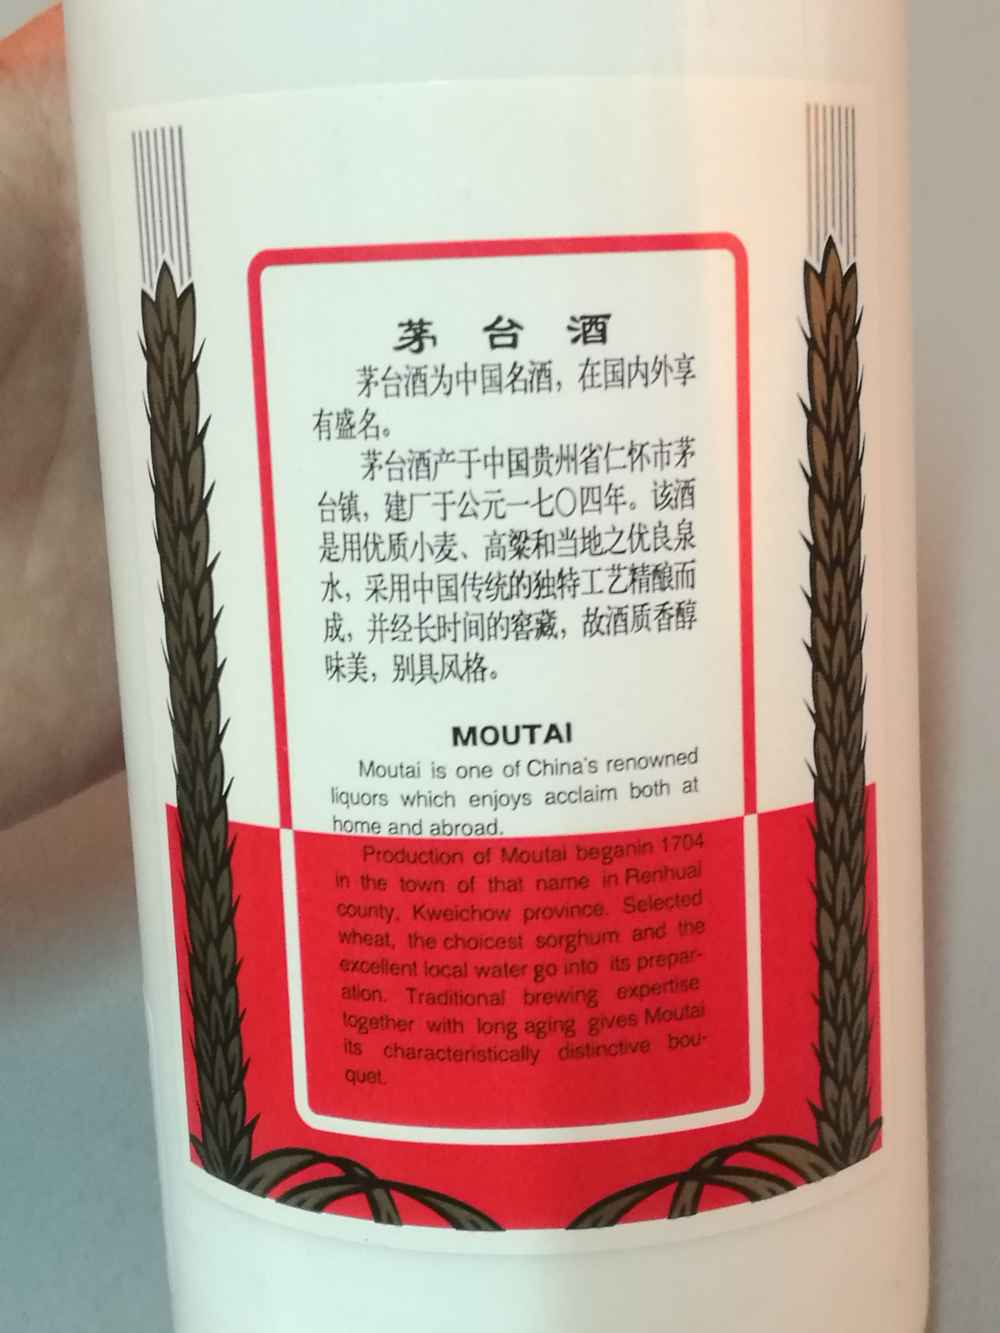 茅台酒
茅台酒为中国名酒，在国内外享
有盛名。
茅台酒产于中国贵州省仁怀市茅
台镇，建厂于公元一七〇四年。该酒
是用优质小麦、高粱和当地之优良泉
水，采用中国传统的独特工艺精酿而
成，并经长时间的窖藏，故酒质香醇
味美，别具风格。
MOUTAI
Moutai is one of China's renowned
liquors which enjoys acclaim both at
home and abroad.
Production of Moutai beganin 1704
in the town of that name in Renhuai
county, Kweichow province. Selected
wheat, the choicest sorghum and the
excellent local water go into its prepar-
ation. Traditional brewing expertise
together with long aging gives Moutai
its characteristically distinctive bou-
quet.